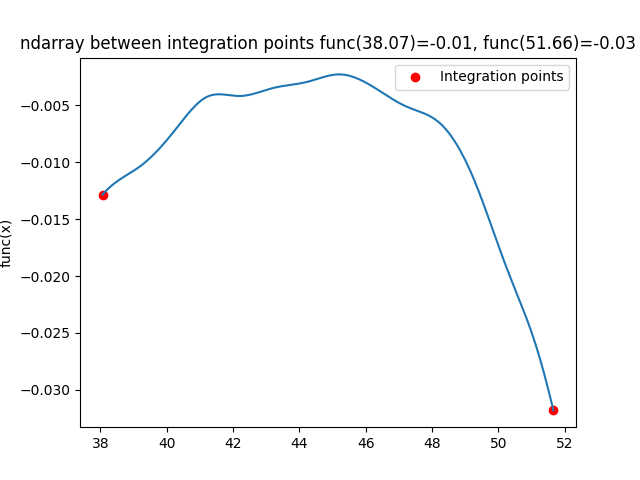 ndarray between integration points func(38.07)=-0.01, func(51.66)=-0.03
Integration points
func(x)
−0.005
−0.010
−0.015
−0.020
−0.025
−0.030
38 40 42 44 46 48 50 52